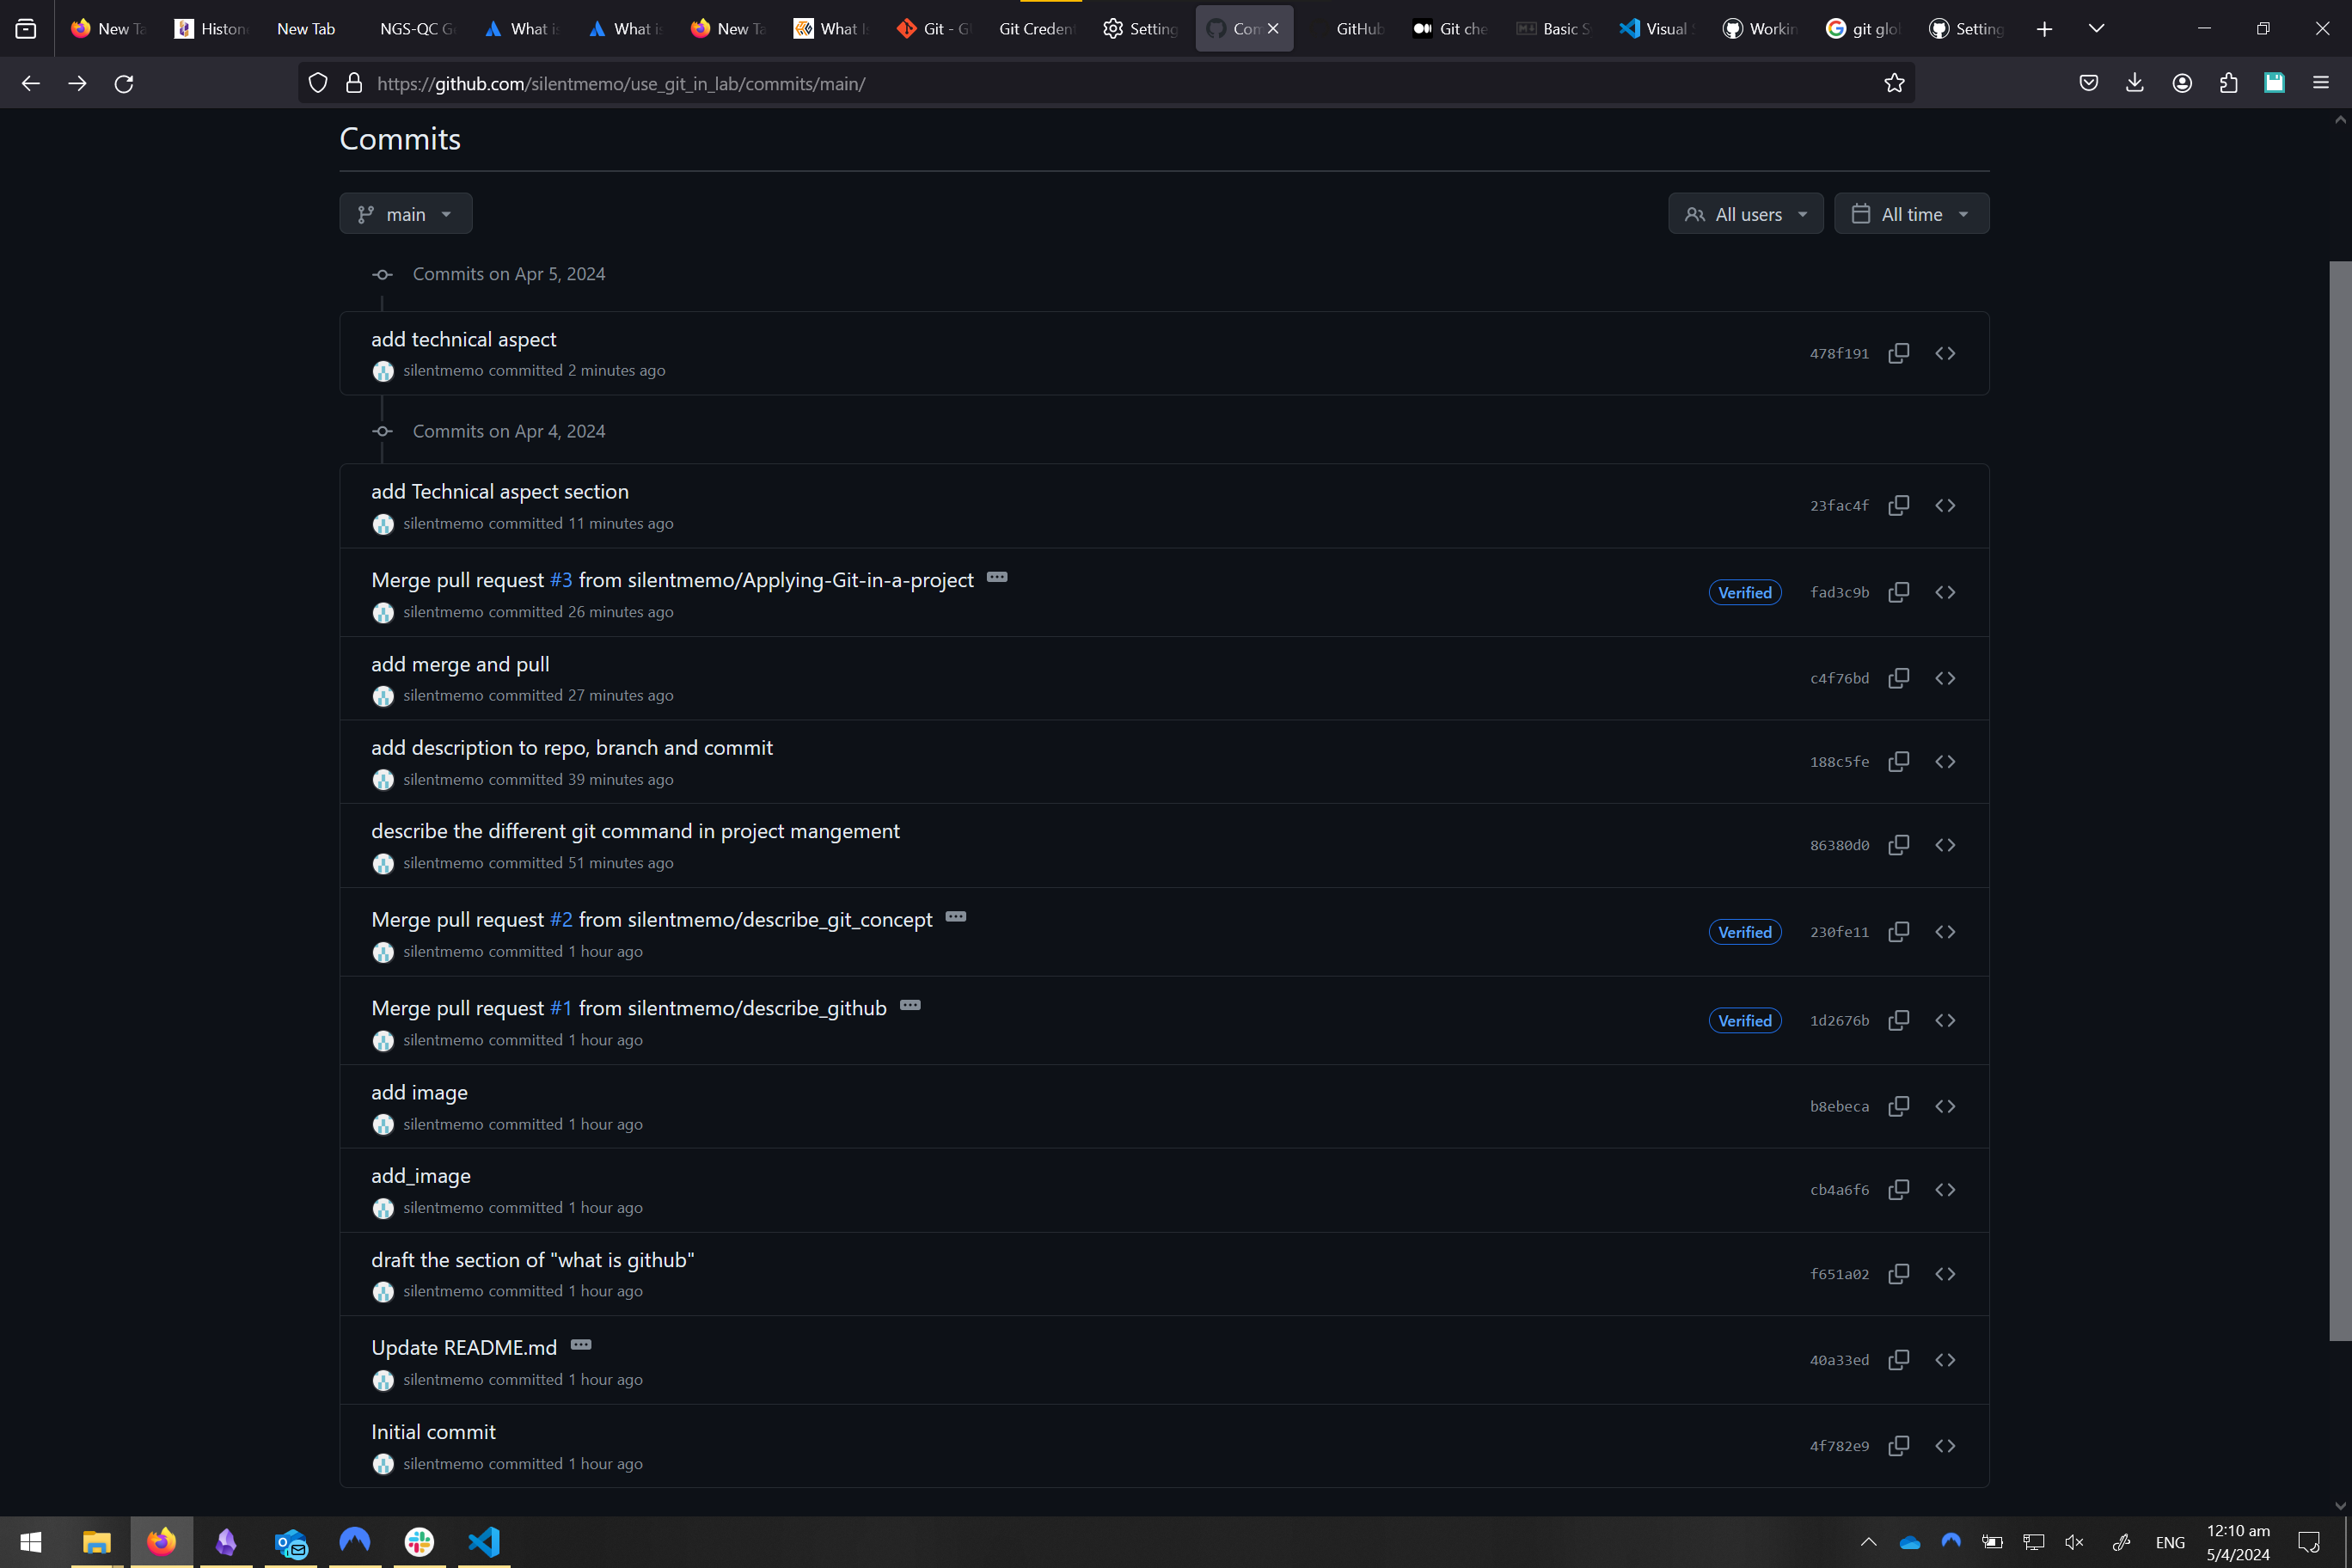 New Ta
Histon
New Tab
NGS-QC Ge
What is
What is
New Ta
What Is
Git - G
Git Creden
Setting
Com
GitHub
Git che
Basic S
Visual S
Workin
git glo
Setting
https://github.com/silentmemo/use_git_in_lab/commits/main/
Commits
main
All users
All time
Commits on Apr 5, 2024
add technical aspect
silentmemo committed 2 minutes ago
478f191
Commits on Apr 4, 2024
add Technical aspect section
silentmemo committed 11 minutes ago
23fac4f
Merge pull request #3 from silentmemo/Applying-Git-in-a-project
silentmemo committed 26 minutes ago
Verified
fad3c9b
add merge and pull
silentmemo committed 27 minutes ago
c4f76bd
add description to repo, branch and commit
silentmemo committed 39 minutes ago
188c5fe
describe the different git command in project mangement
silentmemo committed 51 minutes ago
86380d0
Merge pull request #2 from silentmemo/describe_git_concept
silentmemo committed 1 hour ago
Verified
230fe11
Merge pull request #1 from silentmemo/describe_github
silentmemo committed 1 hour ago
Verified
1d2676b
add image
silentmemo committed 1 hour ago
b8ebeca
add_image
silentmemo committed 1 hour ago
cb4a6f6
draft the section of "what is github"
silentmemo committed 1 hour ago
f651a02
Update README.md
silentmemo committed 1 hour ago
40a33ed
Initial commit
silentmemo committed 1 hour ago
4f782e9
ENG
12:10 am
5/4/2024